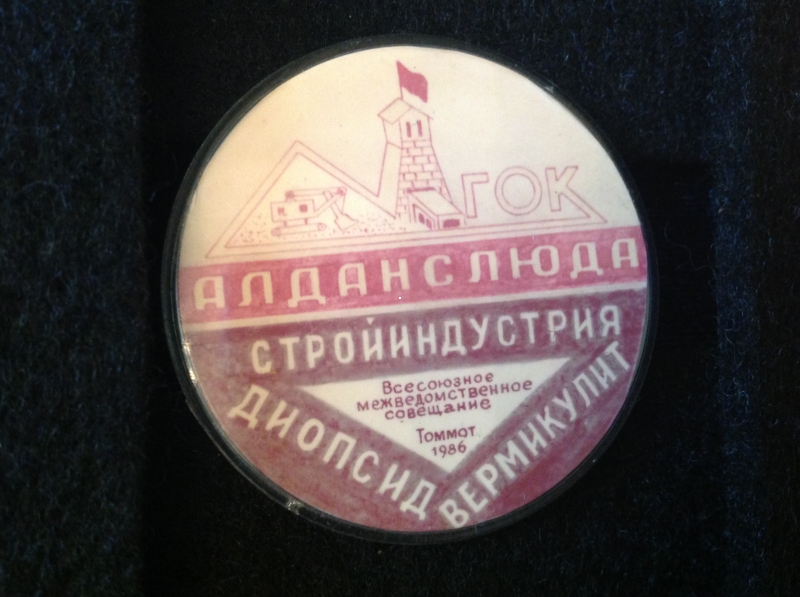 ГОК
АЛДАНСЛЮДА
СТРОЙИНДУСТРИЯ
ДИОПСИД
ВЕРМИКУЛИТ
Всесоюзное
межведомственное
совещание
Томмот
1986